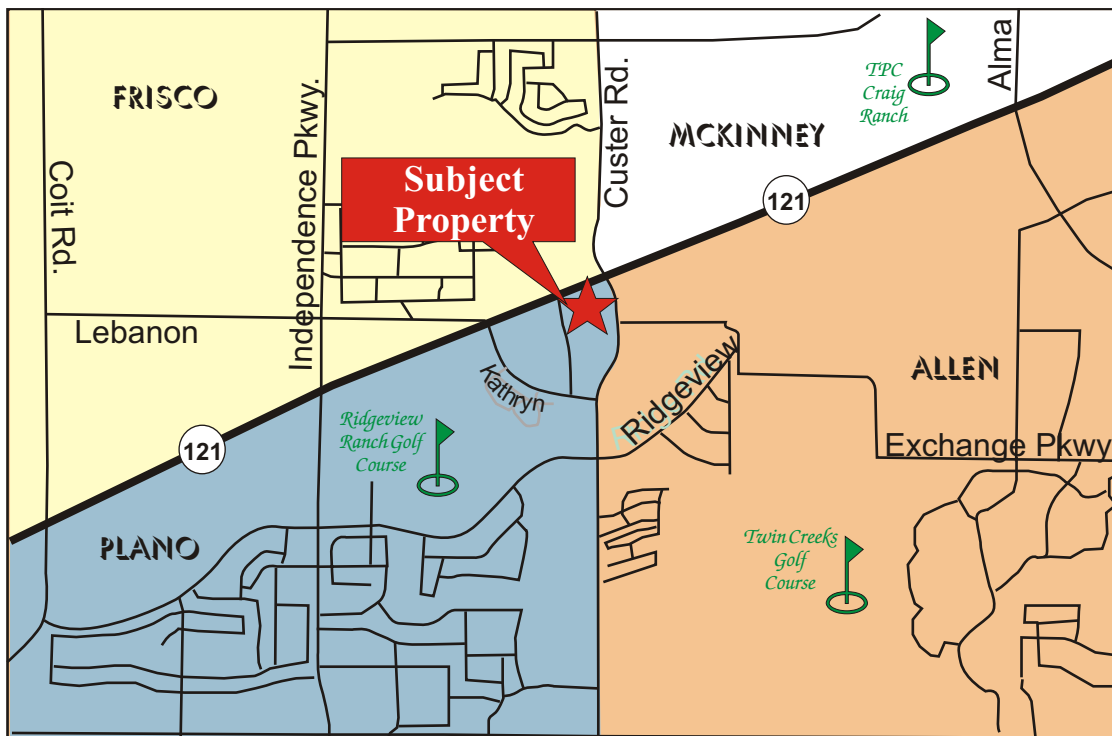 FRISCO
Independence Pkwy.
Custer Rd.
TPC
Craig
Ranch
Alma
MCKINNEY
Coit Rd.
Subject
Property
121
Lebanon
Kathryn
Ridgeview
ALLEN
Ridgeview
Ranch Golf
Course
121
Exchange Pkwy
PLANO
Twin Creeks
Golf
Course